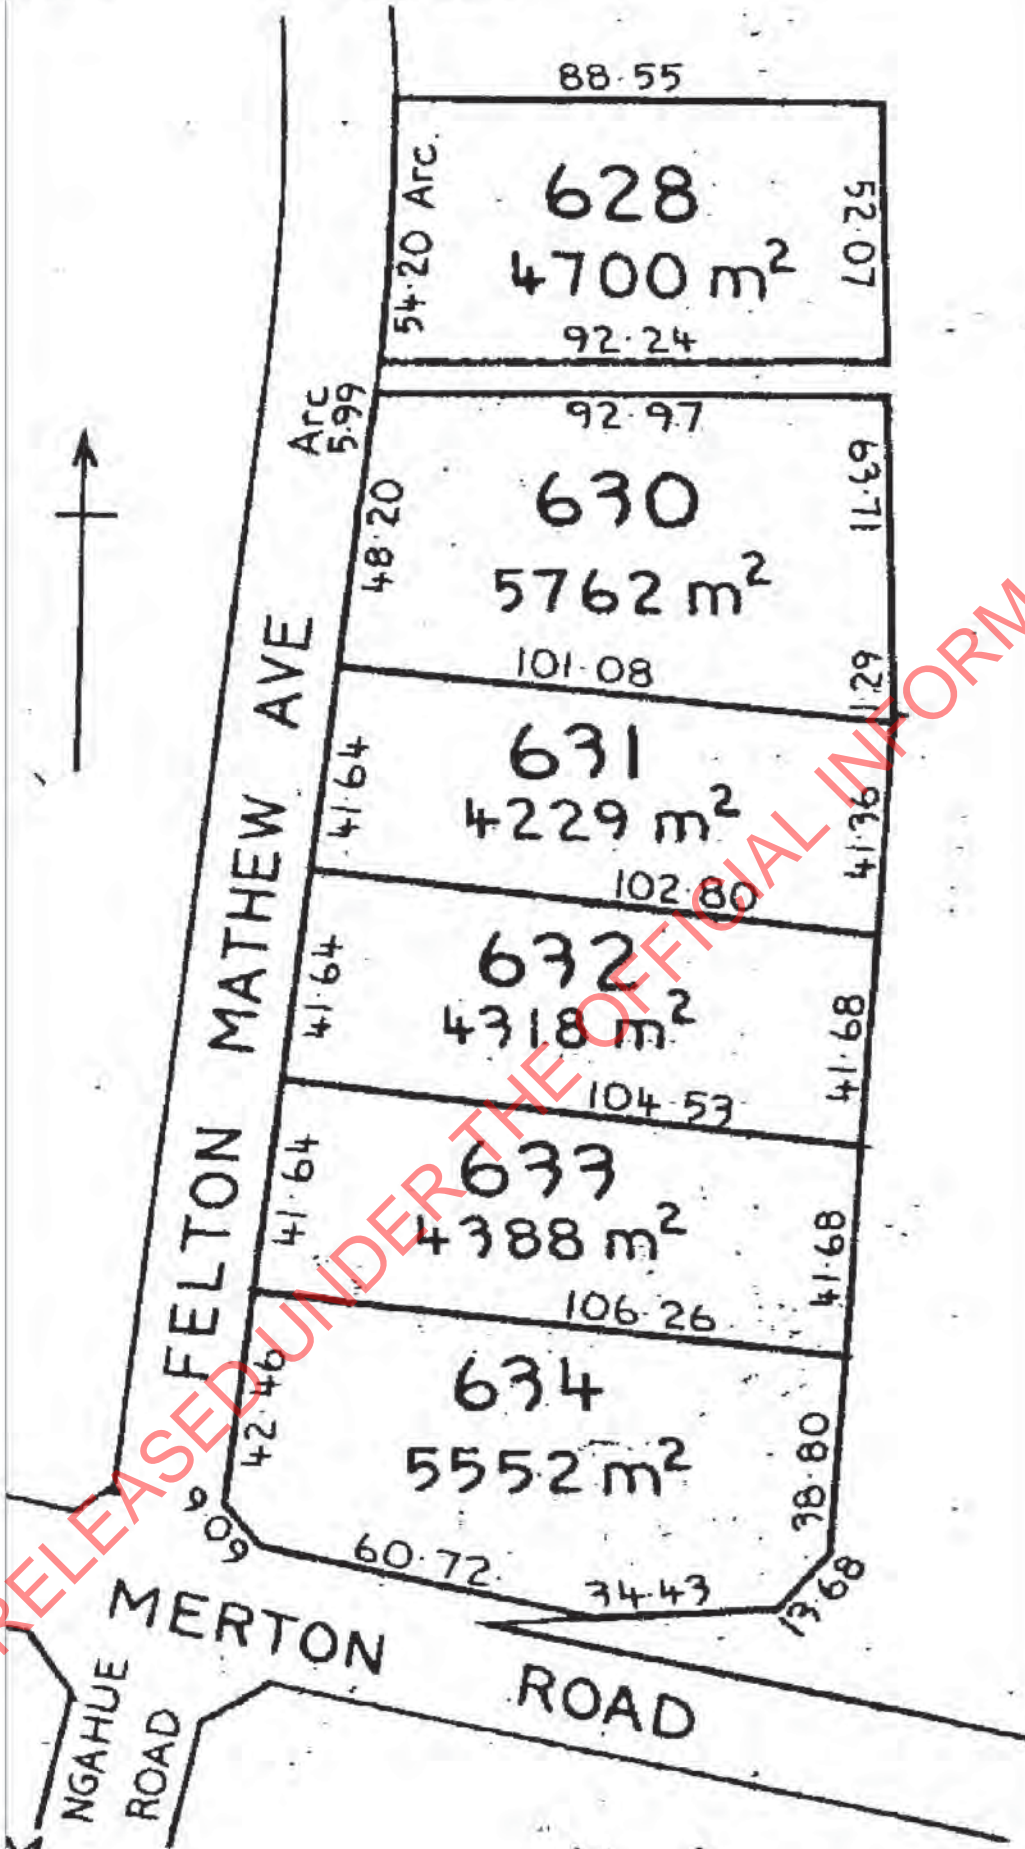 88·55
54·20 Arc.
628
4700 m²
52·07
92·24
Arc
5.99
92·97
48·20
630
5762 m²
63·71
101·08
1·29
41·64
631
4229 m²
41·36
102·80
41·64
632
4318 m²
41·68
104·53
41·64
633
4388 m²
41·68
106·26
42·46
634
5552 m²
38·80
9·09
60·72
34·43
13·68
FELTON MATHEW AVE
MERTON ROAD
NGAHUE
ROAD
RELEASED UNDER THE OFFICIAL INFORM